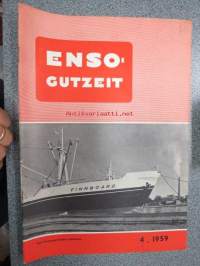 ENSO-
GUTZEIT
Antikvariaatti.net
FINNBOARD
4. 1959